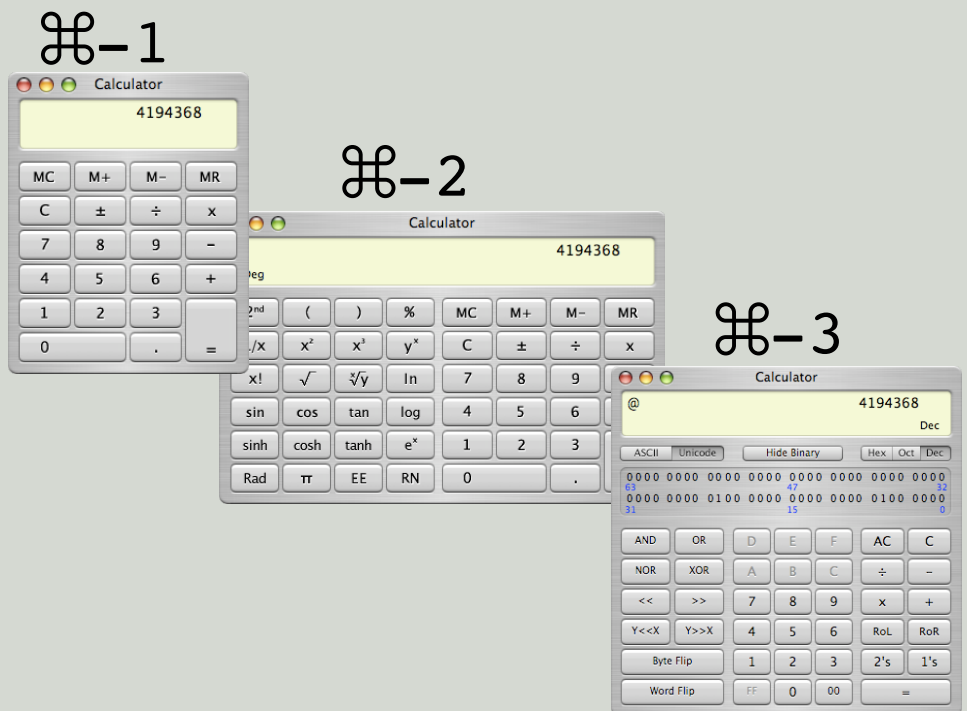 ⌘–1
Calculator
4194368
MC M+ M− MR
C ± ÷ x
7 8 9 −
4 5 6 +
1 2 3
0 . =
⌘–2
Calculator
4194368
( ) % MC M+ M− MR
x² x³ yˣ C ± ÷ x
x! √ ˣ√y ln 7 8 9
sin cos tan log 4 5 6
sinh cosh tanh eˣ 1 2 3
Rad π EE RN 0 .
⌘–3
Calculator
@ 4194368
Dec
ASCII Unicode Hide Binary Hex Oct Dec
0000 0000 0000 0000 0000 0000 0000 0000
63 47 32
0000 0000 0100 0000 0000 0000 0100 0000
31 15 0
AND OR D E F AC C
NOR XOR A B C ÷ −
<< >> 7 8 9 x +
Y<<X Y>>X 4 5 6 RoL RoR
Byte Flip 1 2 3 2's 1's
Word Flip FF 0 00 =